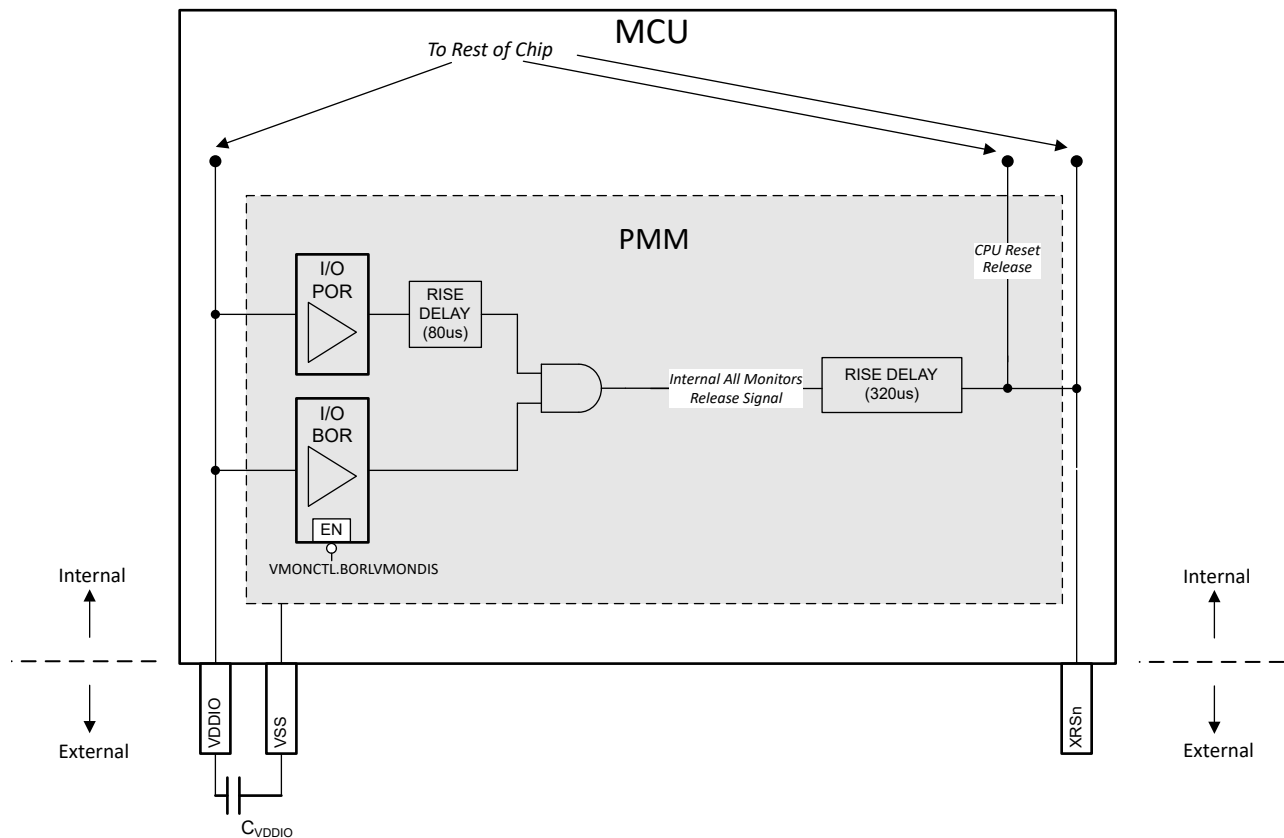 MCU
To Rest of Chip
PMM
I/O
POR
RISE
DELAY
(80us)
CPU Reset
Release
Internal All Monitors
Release Signal
RISE DELAY
(320us)
I/O
BOR
EN
VMONCTL.BORLVMONDIS
Internal
Internal
External
External
VDDIO
VSS
XRSn
CVDDIO